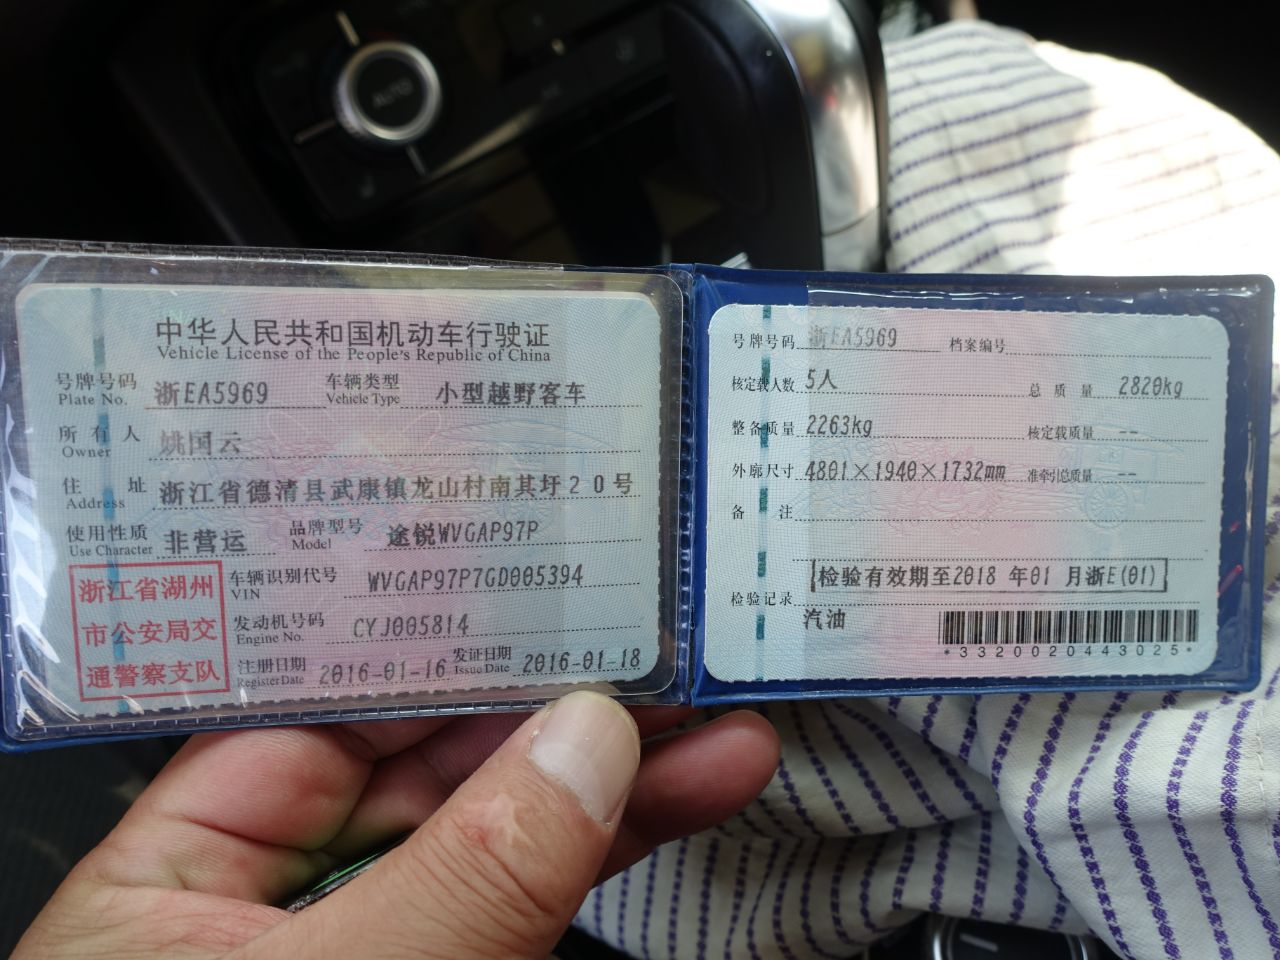 AUTO
中华人民共和国机动车行驶证
Vehicle License of the People's Republic of China
号牌号码 Plate No. 浙EA5969 车辆类型 Vehicle Type 小型越野客车
所有人 Owner 姚国云
住址 Address 浙江省德清县武康镇龙山村南其圩20号
使用性质 Use Character 非营运 品牌型号 Model 途锐WVGAP97P
浙江省湖州
市公安局交
通警察支队
车辆识别代号 VIN WVGAP97P7GD005394
发动机号码 Engine No. CYJ005814
注册日期 Register Date 2016-01-16 发证日期 Issue Date 2016-01-18
号牌号码 浙EA5969 档案编号
核定载人数 5人 总质量 2820kg
整备质量 2263kg 核定载质量 --
外廓尺寸 4801×1940×1732mm 准牵引总质量 --
备注
检验有效期至2018年01月浙E(01)
检验记录
汽油
*3320020443025*